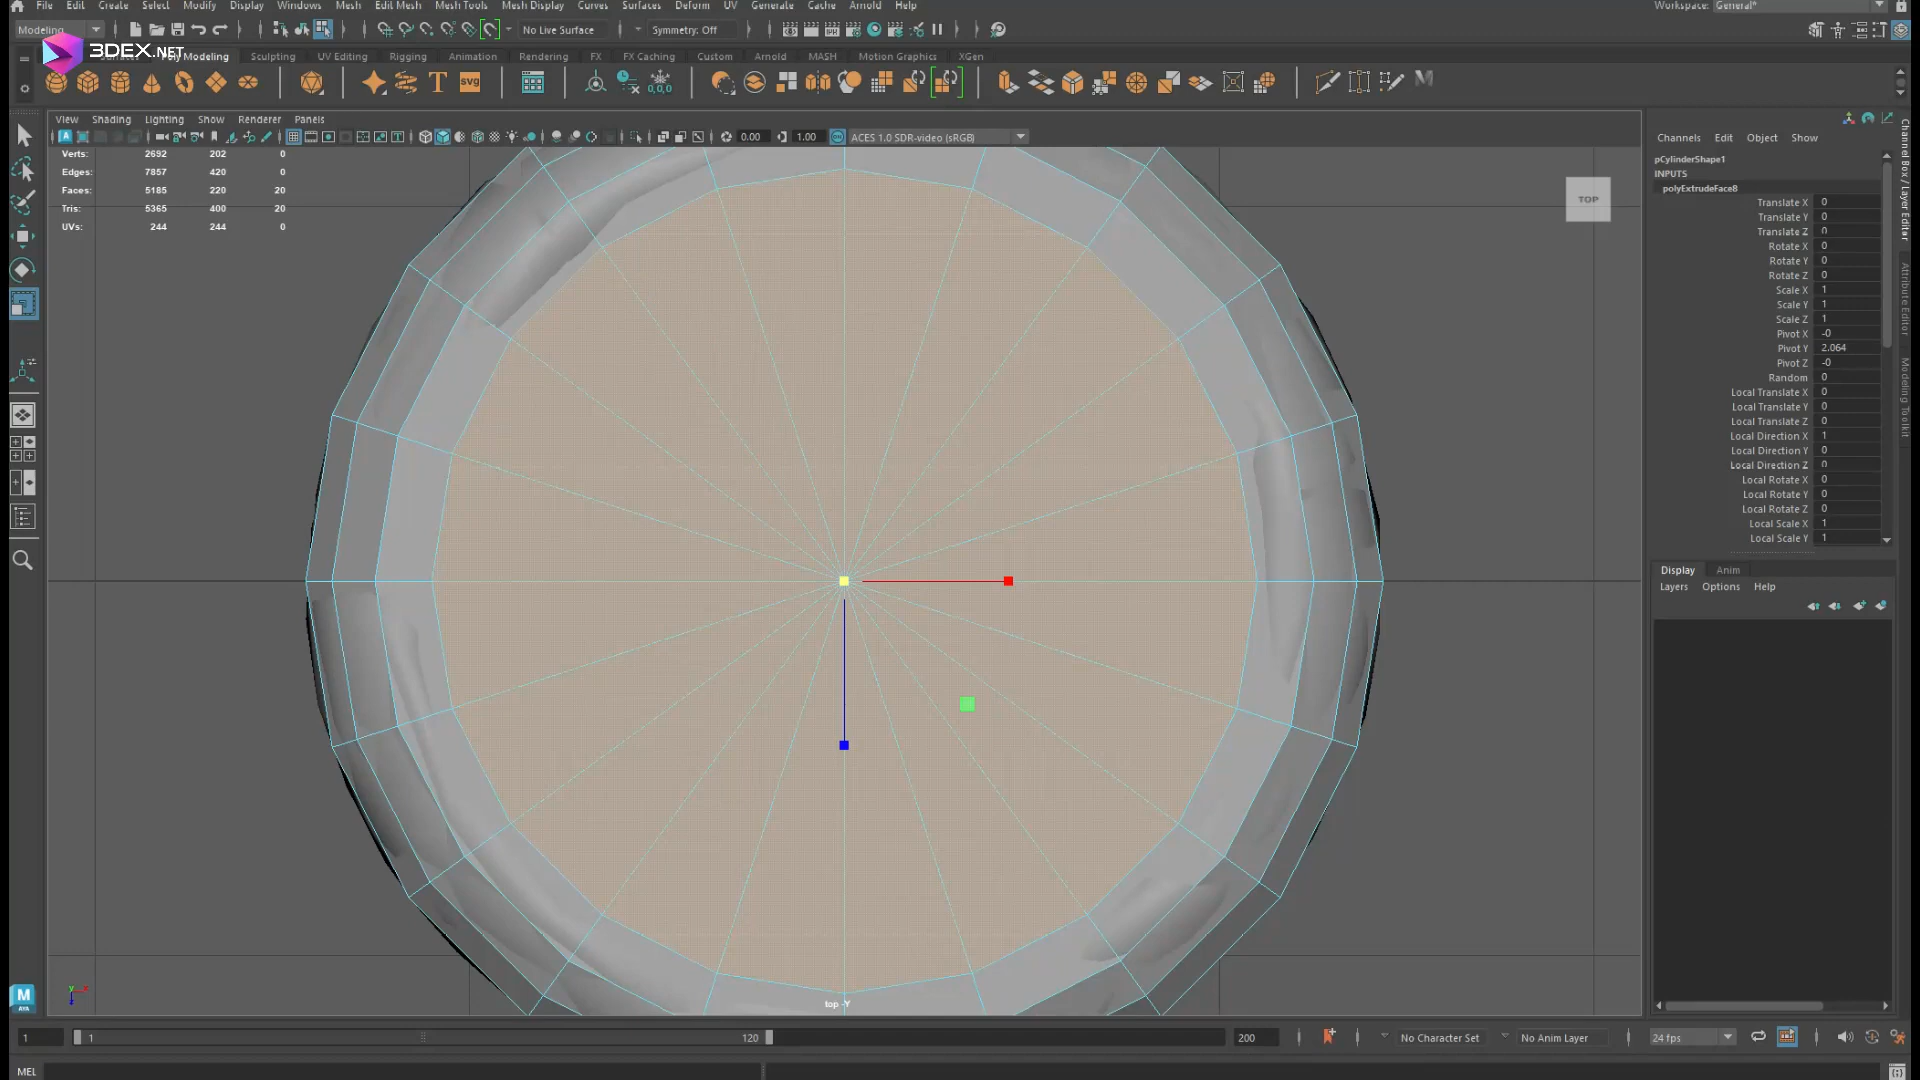 File Edit Create Select Modify Display Windows Mesh Edit Mesh Mesh Tools Mesh Display Curves Surfaces Deform UV Generate Cache Arnold Help
Workspace: General*
Modeling
No Live Surface
Symmetry: Off
3DEX.NET
Poly Modeling Sculpting UV Editing Rigging Animation Rendering FX FX Caching Custom Arnold MASH Motion Graphics XGen
View Shading Lighting Show Renderer Panels
0.00 1.00 ACES 1.0 SDR-video (sRGB)
Verts: 2692 202 0
Edges: 7857 420 0
Faces: 5185 220 20
Tris: 5365 400 20
UVs: 244 244 0
TOP
top -Y
Channels Edit Object Show
pCylinderShape1
INPUTS
polyExtrudeFace8
Translate X 0
Translate Y 0
Translate Z 0
Rotate X 0
Rotate Y 0
Rotate Z 0
Scale X 1
Scale Y 1
Scale Z 1
Pivot X -0
Pivot Y 2.064
Pivot Z -0
Random 0
Local Translate X 0
Local Translate Y 0
Local Translate Z 0
Local Direction X 1
Local Direction Y 0
Local Direction Z 0
Local Rotate X 0
Local Rotate Y 0
Local Rotate Z 0
Local Scale X 1
Local Scale Y 1
Channel Box / Layer Editor
Attribute Editor
Modeling Toolkit
Display Anim
Layers Options Help
1 1 120 200 No Character Set No Anim Layer 24 fps
MEL